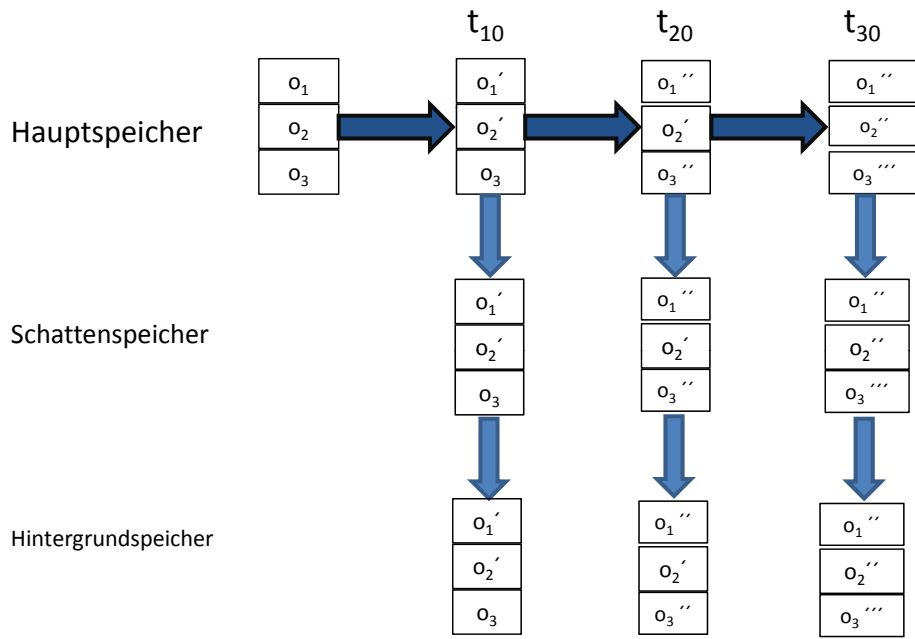 t₁₀ t₂₀ t₃₀
o₁ o₁´ o₁´´ o₁´´
Hauptspeicher o₂ o₂´ o₂´ o₂´´
o₃ o₃ o₃´´ o₃´´´
o₁´ o₁´´ o₁´´
Schattenspeicher o₂´ o₂´ o₂´´
o₃ o₃´´ o₃´´´
o₁´ o₁´´ o₁´´
Hintergrundspeicher o₂´ o₂´ o₂´´
o₃ o₃´´ o₃´´´